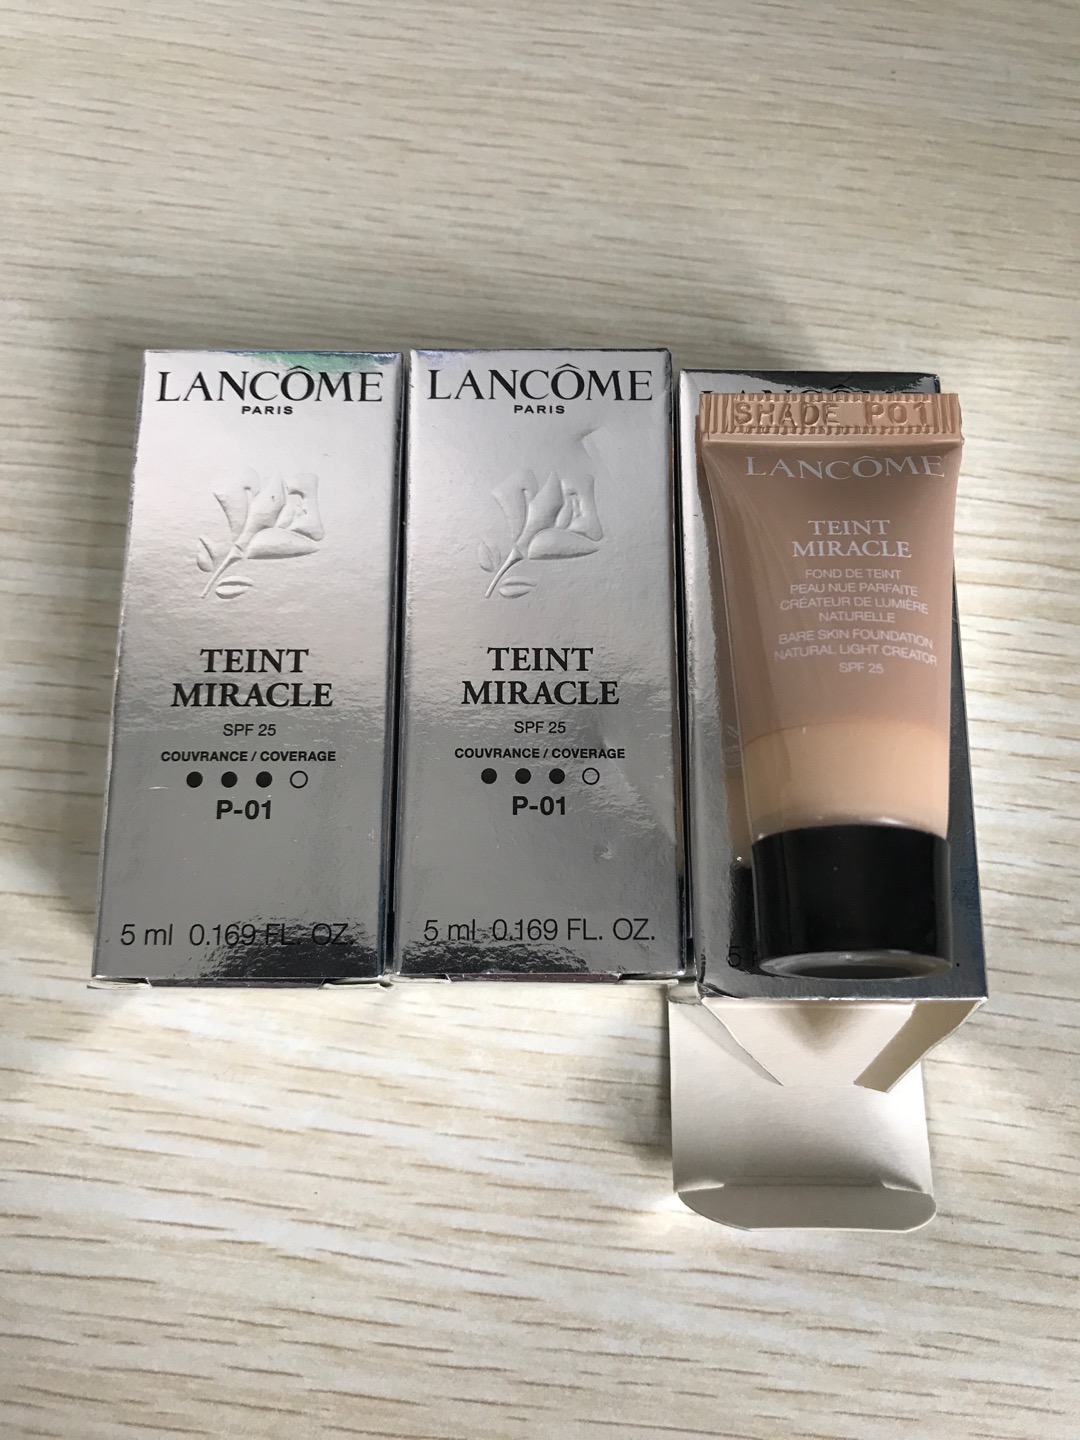 LANCÔME
PARIS
TEINT
MIRACLE
SPF 25
COUVRANCE / COVERAGE
P-01
5 ml 0.169 FL. OZ.
LANCÔME
PARIS
TEINT
MIRACLE
SPF 25
COUVRANCE / COVERAGE
P-01
5 ml 0.169 FL. OZ.
SHADE P01
LANCÔME
TEINT
MIRACLE
FOND DE TEINT
PEAU NUE PARFAITE
CRÉATEUR DE LUMIÈRE
NATURELLE
BARE SKIN FOUNDATION
NATURAL LIGHT CREATOR
SPF 25
5